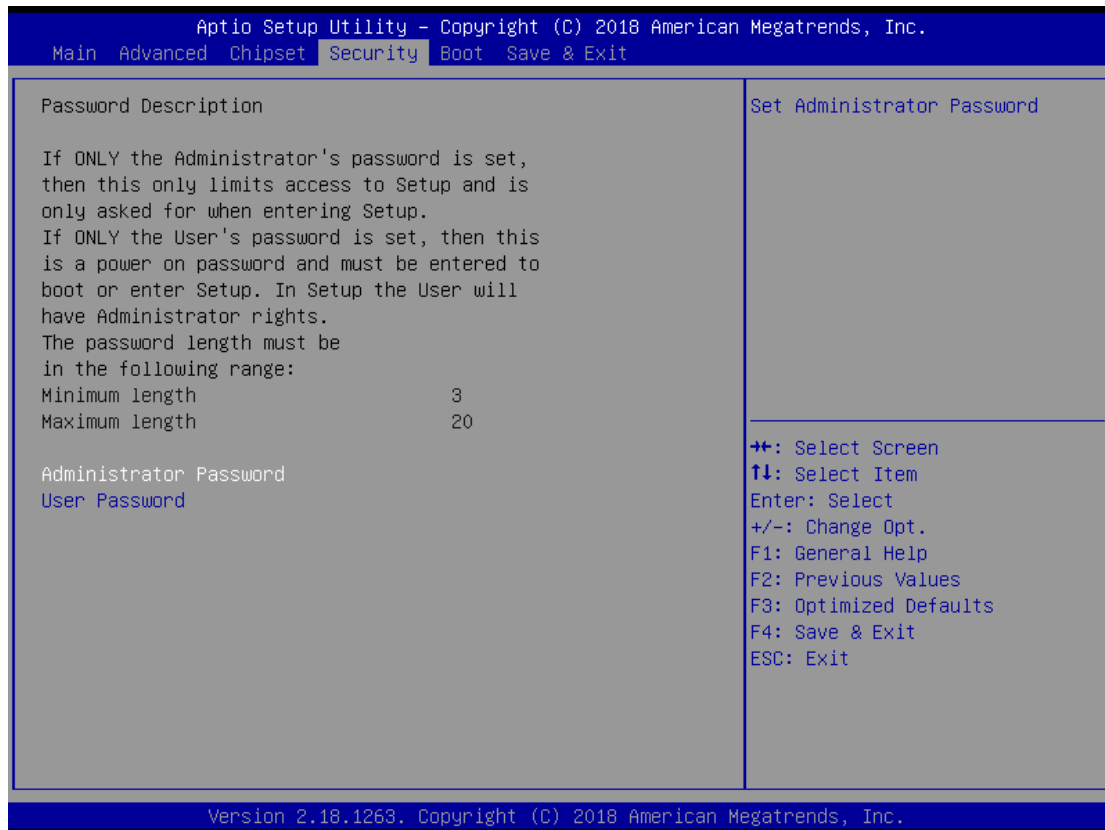 Aptio Setup Utility – Copyright (C) 2018 American Megatrends, Inc.
Main Advanced Chipset Security Boot Save & Exit
Password Description
If ONLY the Administrator's password is set,
then this only limits access to Setup and is
only asked for when entering Setup.
If ONLY the User's password is set, then this
is a power on password and must be entered to
boot or enter Setup. In Setup the User will
have Administrator rights.
The password length must be
in the following range:
Minimum length 3
Maximum length 20
Administrator Password
User Password
Set Administrator Password
→←: Select Screen
↑↓: Select Item
Enter: Select
+/-: Change Opt.
F1: General Help
F2: Previous Values
F3: Optimized Defaults
F4: Save & Exit
ESC: Exit
Version 2.18.1263. Copyright (C) 2018 American Megatrends, Inc.